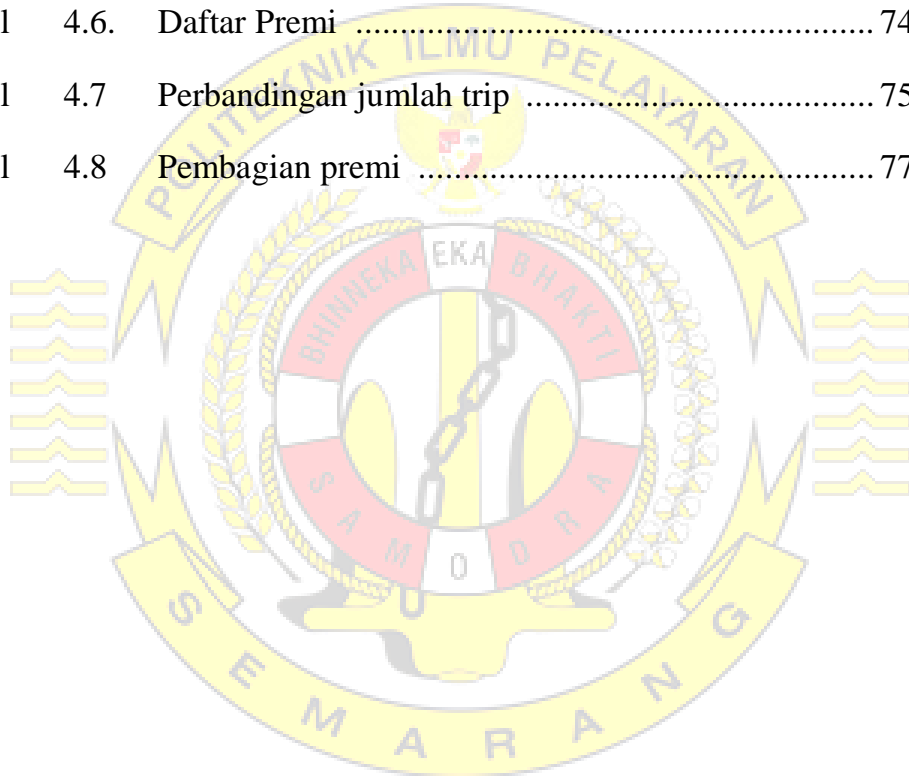 l 4.6. Daftar Premi ........................................................ 74
l 4.7 Perbandingan jumlah trip ...................................... 75
l 4.8 Pembagian premi ................................................. 77
POLITEKNIK ILMU PELAYARAN
BHINNEKA EKA BHAKTI
SAMODRA
SEMARANG